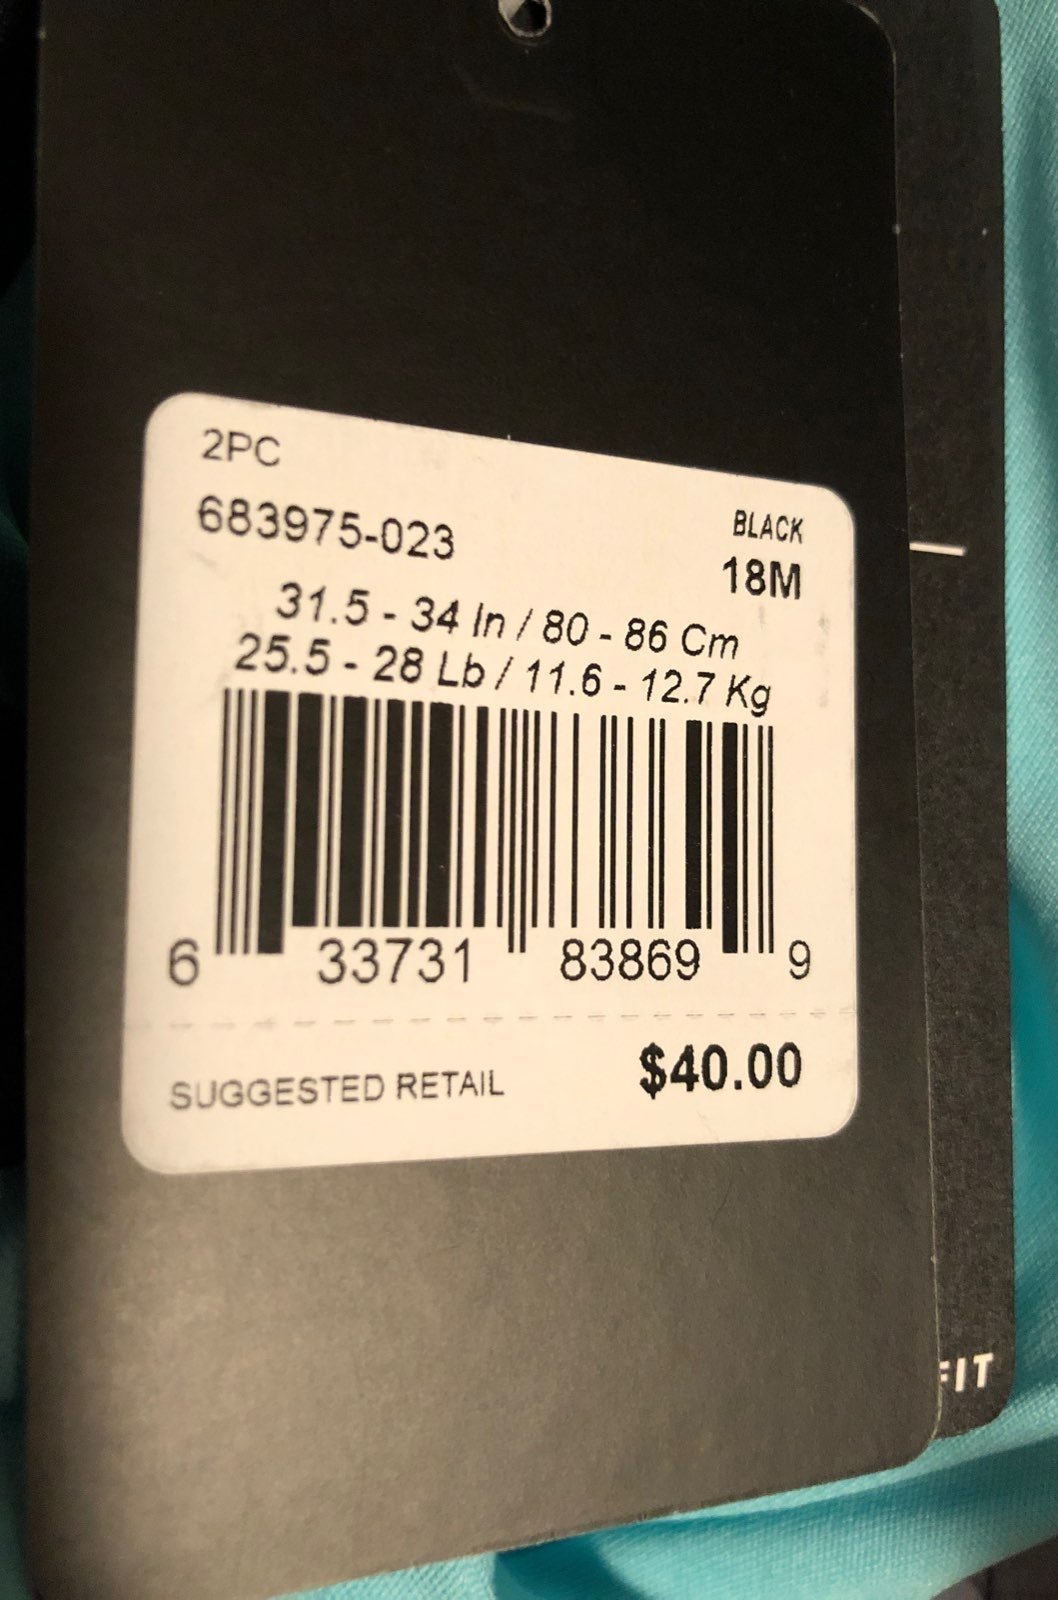 2PC
683975-023
BLACK
18M
31.5 - 34 In / 80 - 86 Cm
25.5 - 28 Lb / 11.6 - 12.7 Kg
6 33731 83869 9
SUGGESTED RETAIL $40.00
FIT